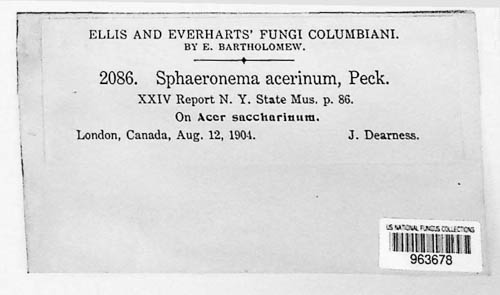 ELLIS AND EVERHARTS' FUNGI COLUMBIANI.
BY E. BARTHOLOMEW.
2086. Sphaeronema acerinum, Peck.
XXIV Report N. Y. State Mus. p. 86.
On Acer saccharinum.
London, Canada, Aug. 12, 1904. J. Dearness.
US NATIONAL FUNGUS COLLECTIONS
963678